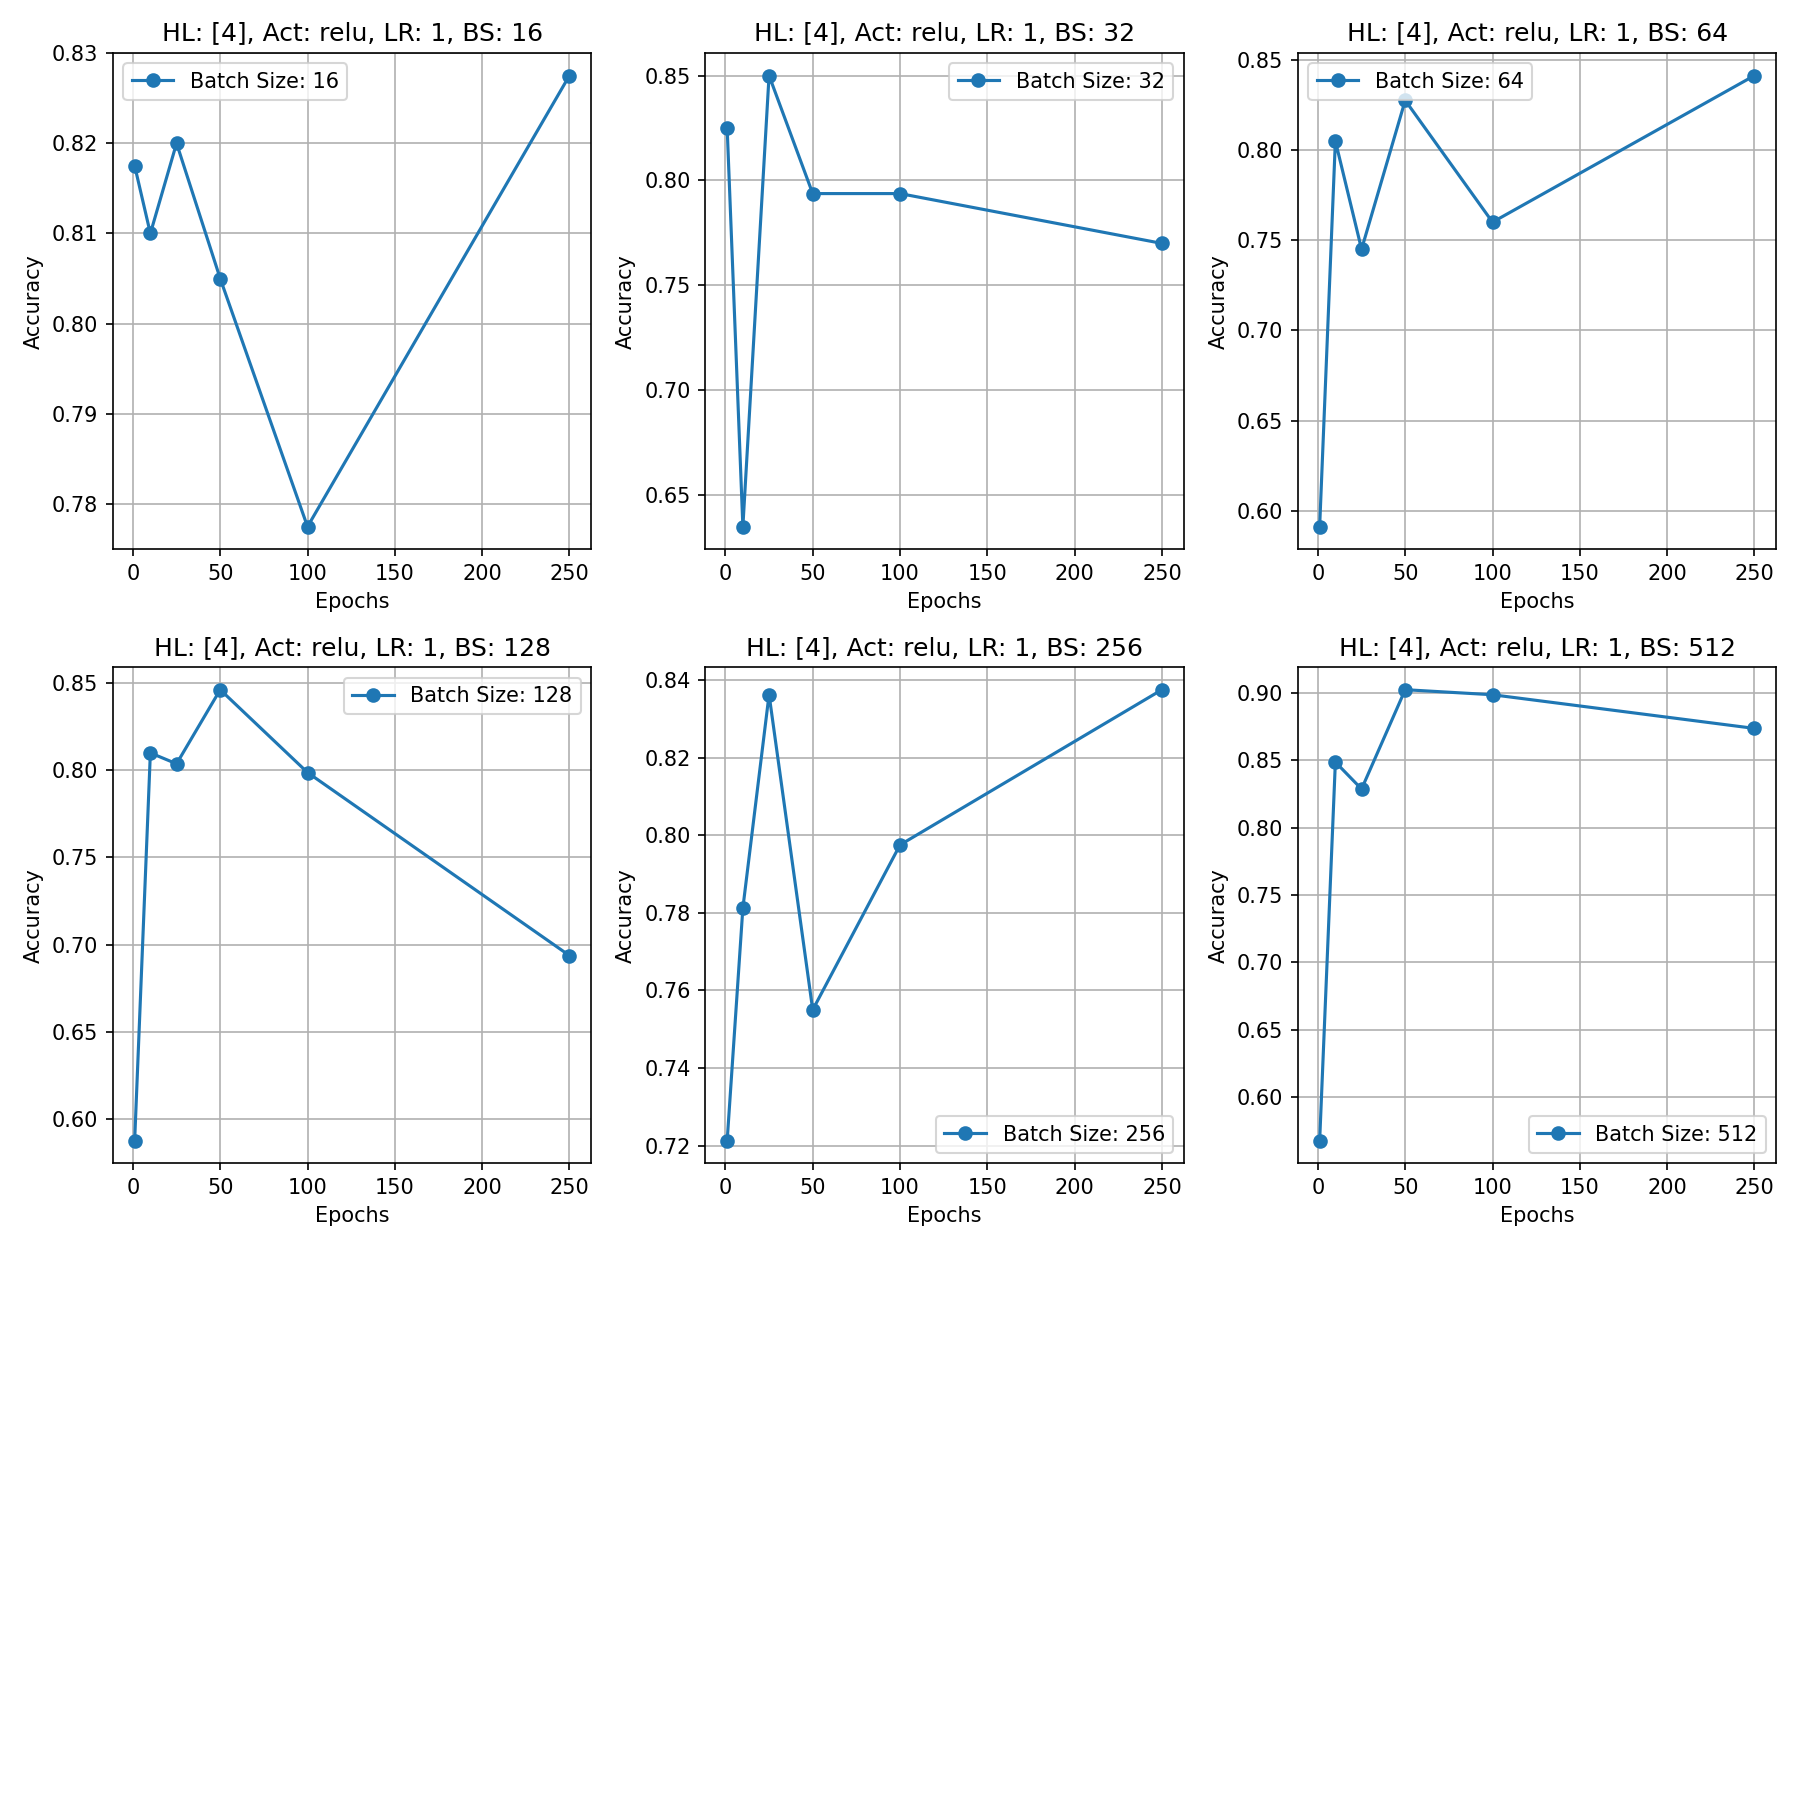 HL: [4], Act: relu, LR: 1, BS: 16
Batch Size: 16
0.83
0.82
0.81
0.80
0.79
0.78
Accuracy
0 50 100 150 200 250
Epochs
HL: [4], Act: relu, LR: 1, BS: 32
Batch Size: 32
0.85
0.80
0.75
0.70
0.65
Accuracy
0 50 100 150 200 250
Epochs
HL: [4], Act: relu, LR: 1, BS: 64
Batch Size: 64
0.85
0.80
0.75
0.70
0.65
0.60
Accuracy
0 50 100 150 200 250
Epochs
HL: [4], Act: relu, LR: 1, BS: 128
Batch Size: 128
0.85
0.80
0.75
0.70
0.65
0.60
Accuracy
0 50 100 150 200 250
Epochs
HL: [4], Act: relu, LR: 1, BS: 256
0.84
0.82
0.80
0.78
0.76
0.74
0.72
Accuracy
Batch Size: 256
0 50 100 150 200 250
Epochs
HL: [4], Act: relu, LR: 1, BS: 512
0.90
0.85
0.80
0.75
0.70
0.65
0.60
Accuracy
Batch Size: 512
0 50 100 150 200 250
Epochs